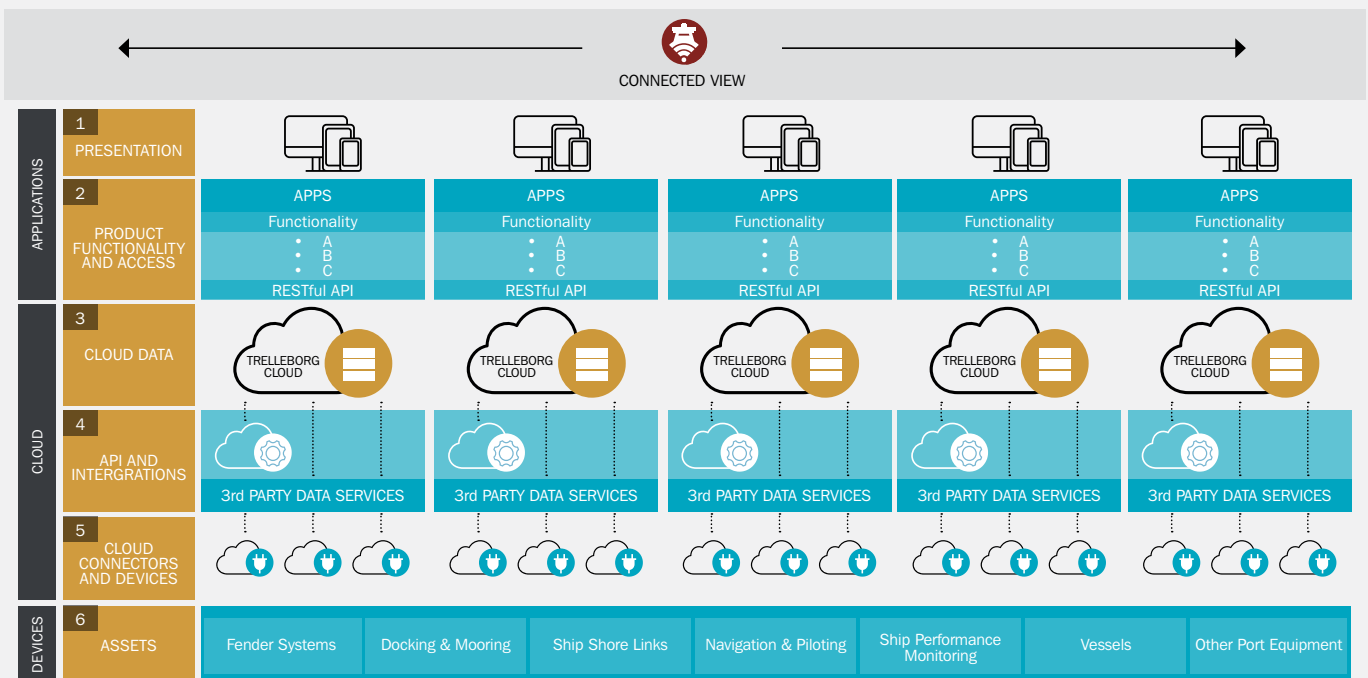 CONNECTED VIEW
APPLICATIONS
1
PRESENTATION
2
PRODUCT
FUNCTIONALITY
AND ACCESS
APPS
Functionality
• A
• B
• C
RESTful API
APPS
Functionality
• A
• B
• C
RESTful API
APPS
Functionality
• A
• B
• C
RESTful API
APPS
Functionality
• A
• B
• C
RESTful API
APPS
Functionality
• A
• B
• C
RESTful API
CLOUD
3
CLOUD DATA
TRELLEBORG
CLOUD
TRELLEBORG
CLOUD
TRELLEBORG
CLOUD
TRELLEBORG
CLOUD
TRELLEBORG
CLOUD
4
API AND
INTERGRATIONS
3rd PARTY DATA SERVICES
3rd PARTY DATA SERVICES
3rd PARTY DATA SERVICES
3rd PARTY DATA SERVICES
3rd PARTY DATA SERVICES
5
CLOUD
CONNECTORS
AND DEVICES
DEVICES
6
ASSETS
Fender Systems
Docking & Mooring
Ship Shore Links
Navigation & Piloting
Ship Performance
Monitoring
Vessels
Other Port Equipment